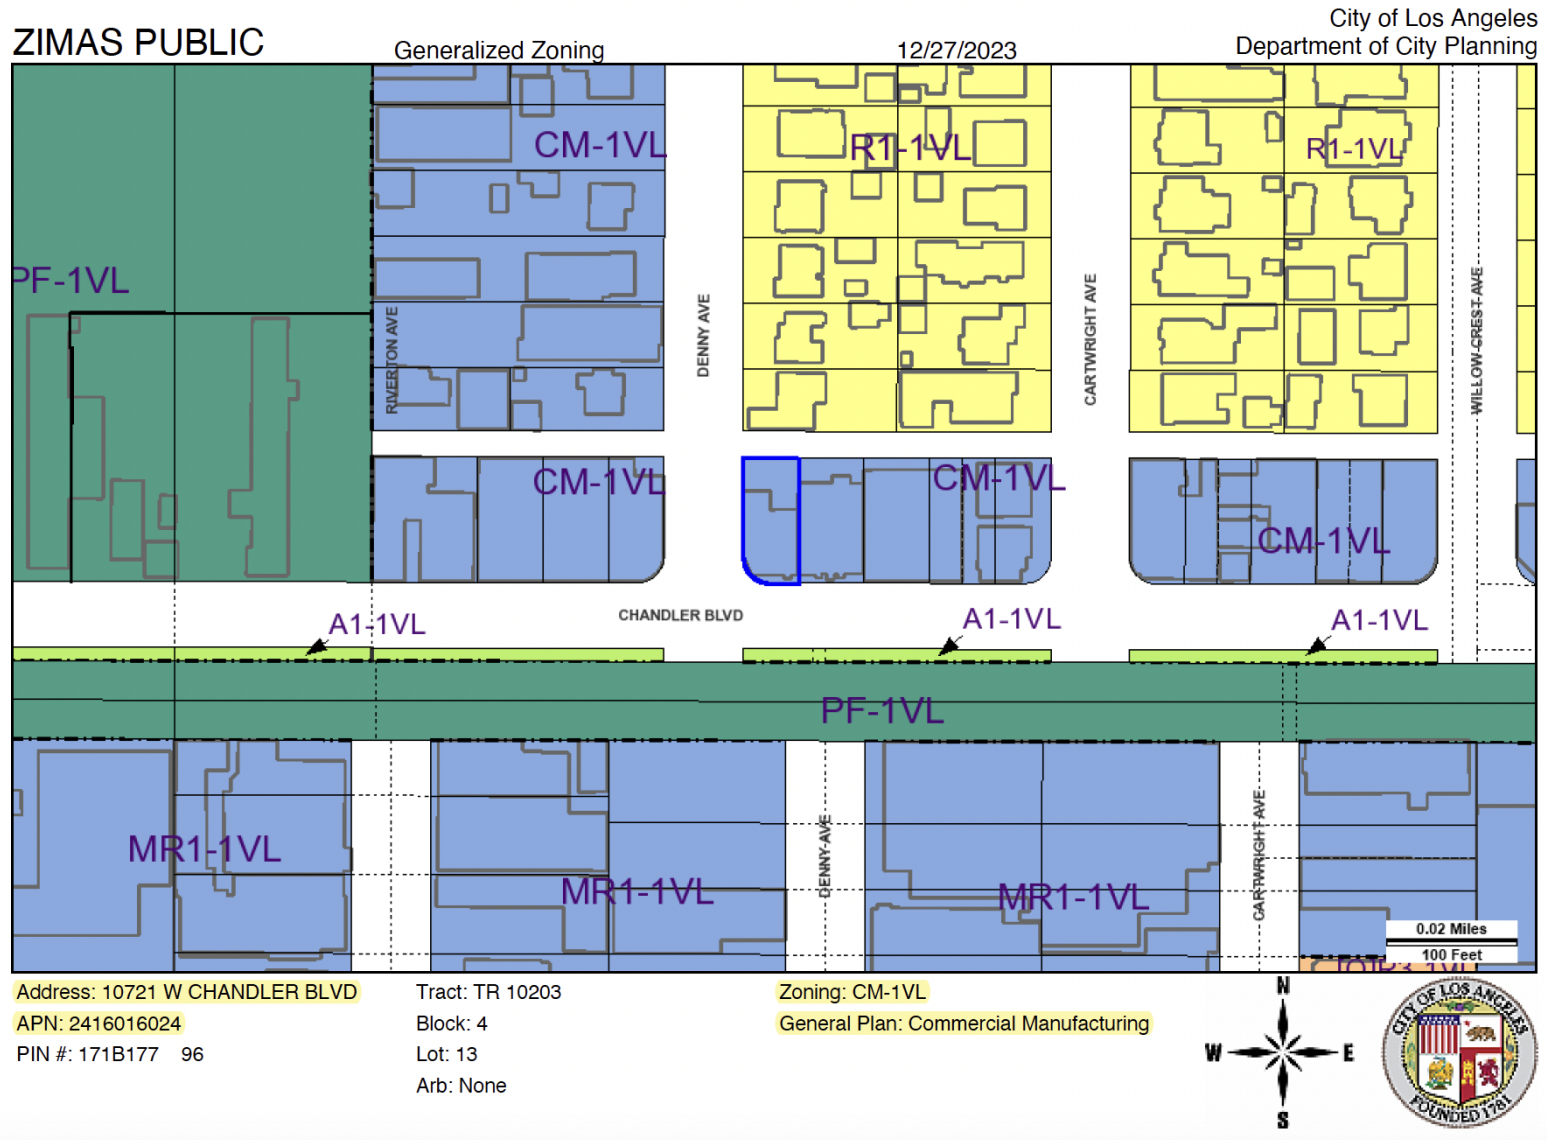 City of Los Angeles
ZIMAS PUBLIC
Generalized Zoning
12/27/2023
Department of City Planning
CM-1VL
R1-1VL
R1-1VL
PF-1VL
RIVERTON AVE
DENNY AVE
CARTWRIGHT AVE
WILLOW CREST AVE
CM-1VL
CM-1VL
CM-1VL
CHANDLER BLVD
A1-1VL
A1-1VL
A1-1VL
PF-1VL
MR1-1VL
MR1-1VL
MR1-1VL
DENNY AVE
CARTWRIGHT AVE
0.02 Miles
100 Feet
Address: 10721 W CHANDLER BLVD
Tract: TR 10203
Zoning: CM-1VL
APN: 2416016024
Block: 4
General Plan: Commercial Manufacturing
PIN #: 171B177 96
Lot: 13
Arb: None
N
W
E
S
CITY OF LOS ANGELES
FOUNDED 1781